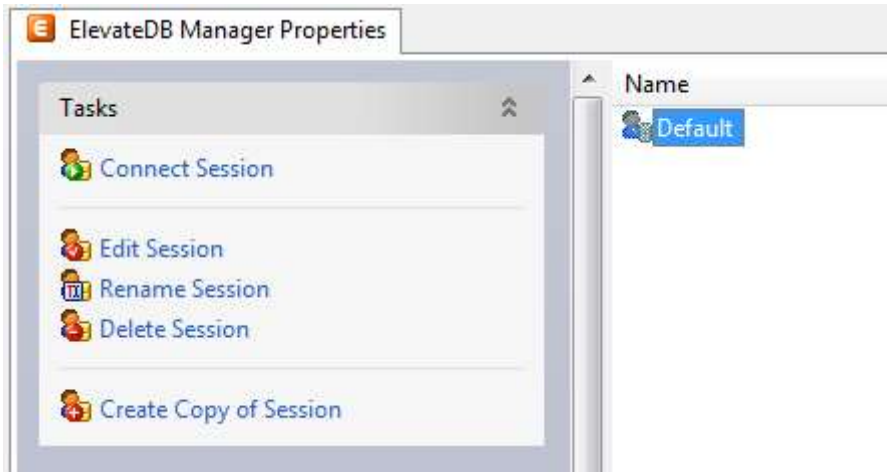 ElevateDB Manager Properties
Tasks
Connect Session
Edit Session
Rename Session
Delete Session
Create Copy of Session
Name
Default